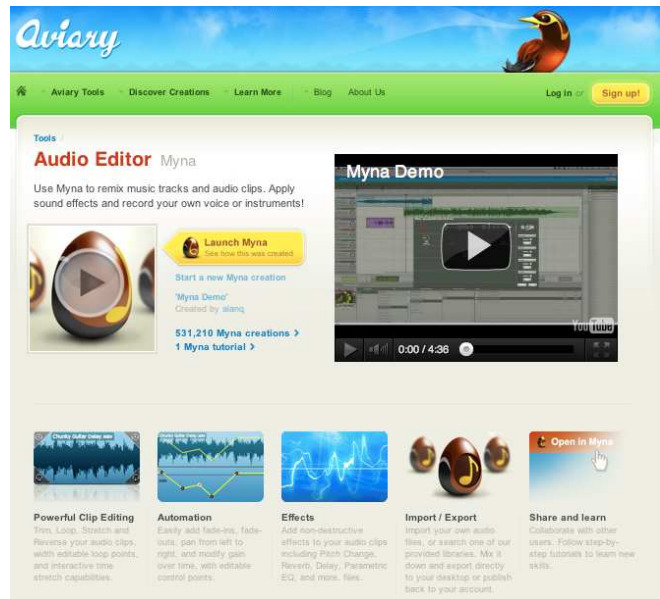 Aviary
Aviary Tools
Discover Creations
Learn More
Blog
About Us
Log in or
Sign up!
Tools /
Audio Editor Myna
Use Myna to remix music tracks and audio clips. Apply
sound effects and record your own voice or instruments!
Launch Myna
See how this was created
Start a new Myna creation
'Myna Demo'
Created by alanq
531,210 Myna creations >
1 Myna tutorial >
Myna Demo
YouTube
0:00 / 4:36
Chunky Guitar Delay.wav
Powerful Clip Editing
Trim, Loop, Stretch and
Reverse your audio clips,
width editable loop points,
and interactive time
stretch capabilities.
Automation
Easily add fade-ins, fade-
outs, pan from left to
right, and modify gain
over time, with editable
control points.
Effects
Add non-destructive
effects to your audio clips
including Pitch Change,
Reverb, Delay, Parametric
EQ, and more. files.
Import / Export
Import your own audio
files, or search one of our
provided libraries. Mix it
down and export directly
to your desktop or publish
back to your account.
Open in Myna
Share and learn
Collaborate with other
users. Follow step-by-
step tutorials to learn new
skills.